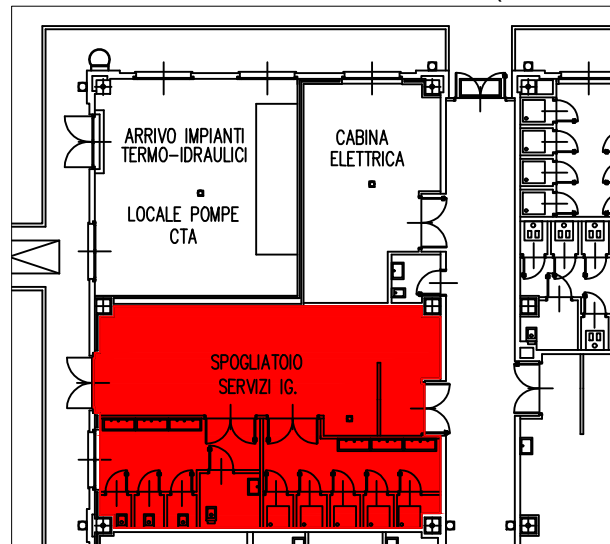 ARRIVO IMPIANTI
TERMO-IDRAULICI
LOCALE POMPE
CTA
CABINA
ELETTRICA
SPOGLIATOIO
SERVIZI IG.